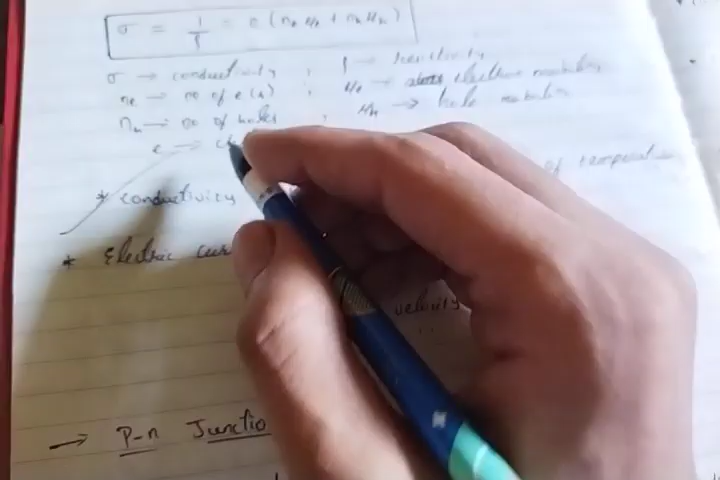 σ = 1/ρ = e (nₑ μₑ + nₕ μₕ)
σ → conductivity ; ρ → resistivity
nₑ → no of e(s) ; μₑ → electron mobility
nₕ → no of holes ; μₕ → hole mobility
e →
* conductivity of temperature
* Electric velocity
→ P-n Junctio